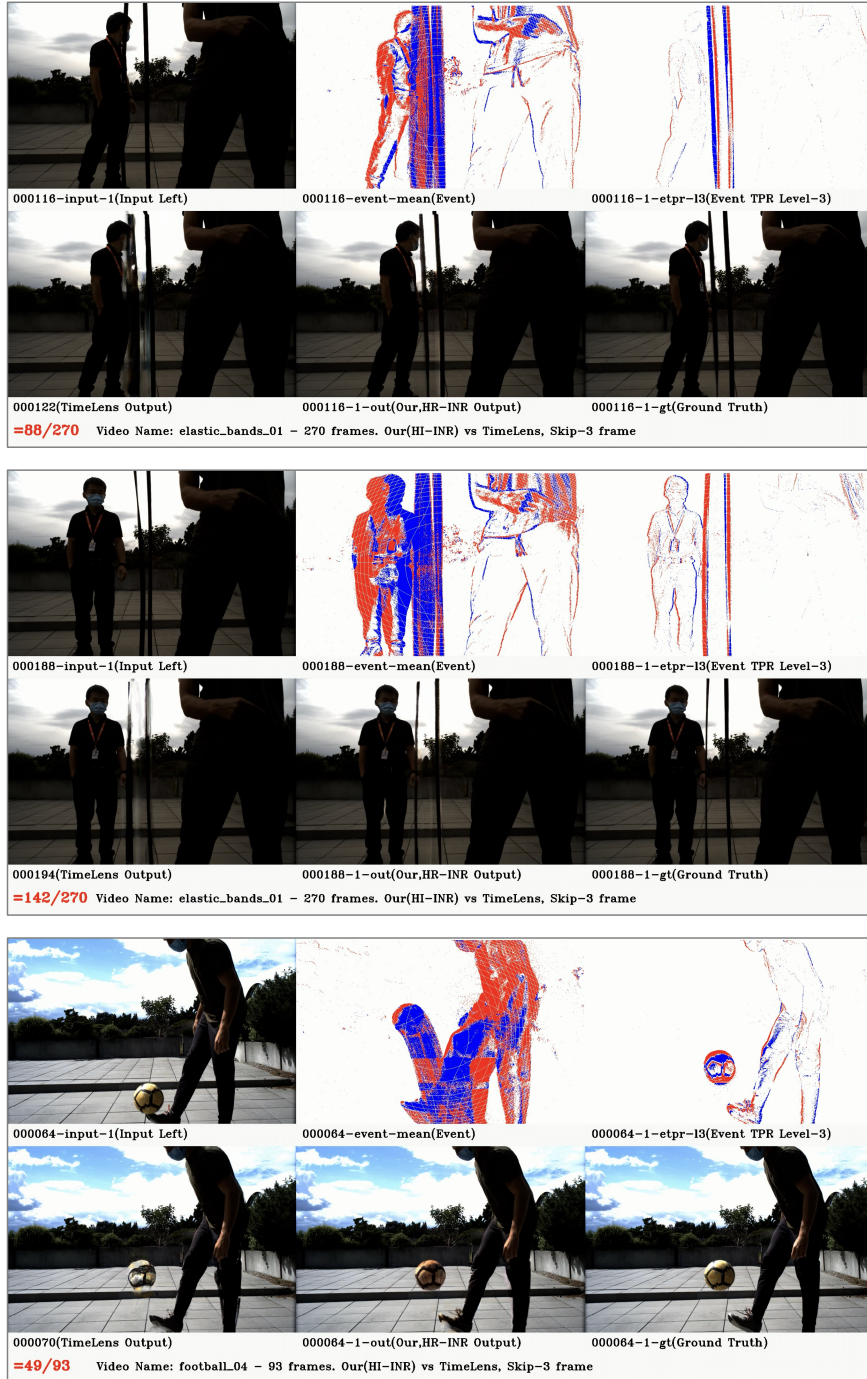 000116-input-1(Input Left)
000116-event-mean(Event)
000116-1-etpr-l3(Event TPR Level-3)
000122(TimeLens Output)
000116-1-out(Our,HR-INR Output)
000116-1-gt(Ground Truth)
=88/270 Video Name: elastic_bands_01 - 270 frames. Our(HI-INR) vs TimeLens, Skip-3 frame
000188-input-1(Input Left)
000188-event-mean(Event)
000188-1-etpr-l3(Event TPR Level-3)
000194(TimeLens Output)
000188-1-out(Our,HR-INR Output)
000188-1-gt(Ground Truth)
=142/270 Video Name: elastic_bands_01 - 270 frames. Our(HI-INR) vs TimeLens, Skip-3 frame
000064-input-1(Input Left)
000064-event-mean(Event)
000064-1-etpr-l3(Event TPR Level-3)
000070(TimeLens Output)
000064-1-out(Our,HR-INR Output)
000064-1-gt(Ground Truth)
=49/93 Video Name: football_04 - 93 frames. Our(HI-INR) vs TimeLens, Skip-3 frame